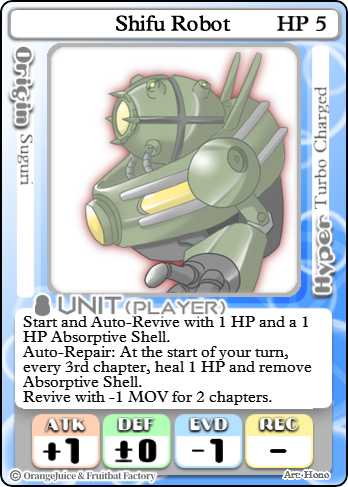 Shifu Robot HP 5
Origin Suguri
Hyper Turbo Charged
UNIT (PLAYER)
Start and Auto-Revive with 1 HP and a 1
HP Absorptive Shell.
Auto-Repair: At the start of your turn,
every 3rd chapter, heal 1 HP and remove
Absorptive Shell.
Revive with -1 MOV for 2 chapters.
ATK DEF EVD REC
+1 ±0 -1 -
© OrangeJuice & Fruitbat Factory Art: Hono